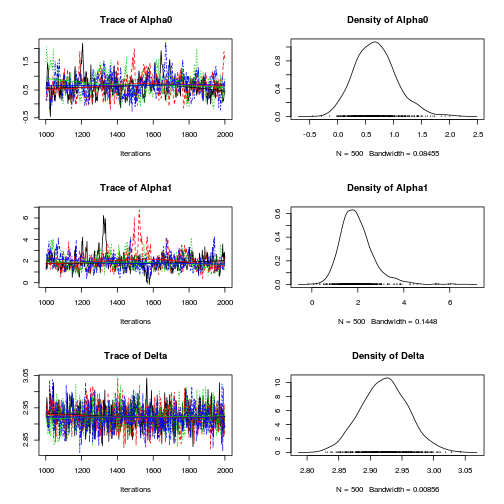 Trace of Alpha0
-0.5 0.5 1.5
1000 1200 1400 1600 1800 2000
Iterations
Density of Alpha0
0.0 0.4 0.8
-0.5 0.0 0.5 1.0 1.5 2.0 2.5
N = 500 Bandwidth = 0.08455
Trace of Alpha1
0 2 4 6
1000 1200 1400 1600 1800 2000
Iterations
Density of Alpha1
0.0 0.2 0.4 0.6
0 2 4 6
N = 500 Bandwidth = 0.1448
Trace of Delta
2.85 2.95 3.05
1000 1200 1400 1600 1800 2000
Iterations
Density of Delta
0 2 4 6 8 10
2.80 2.85 2.90 2.95 3.00 3.05
N = 500 Bandwidth = 0.00856